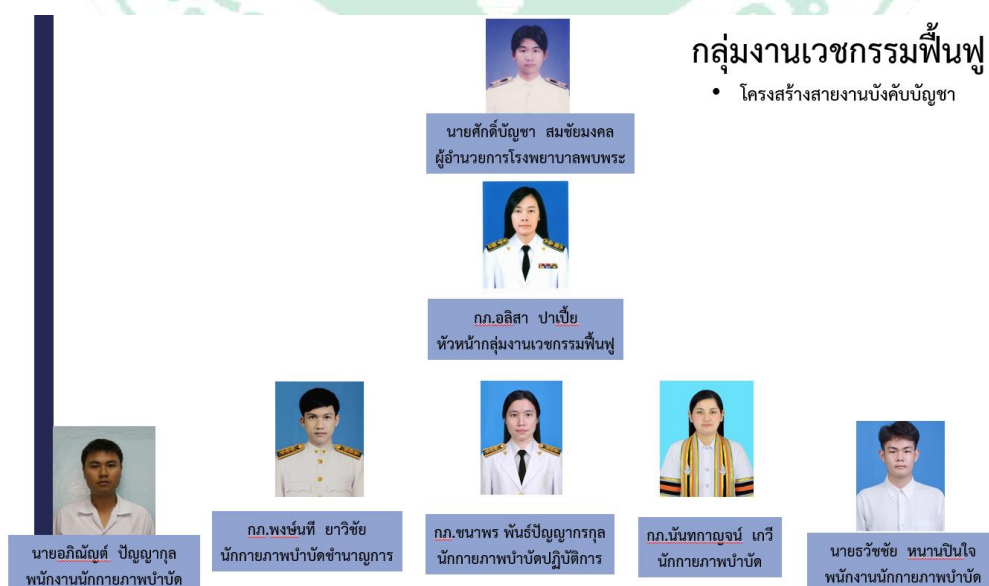 กลุ่มงานเวชกรรมฟื้นฟู
• โครงสร้างสายงานบังคับบัญชา
นายศักดิ์บัญชา สมชัยมงคล
ผู้อำนวยการโรงพยาบาลพบพระ
กภ.อลิสา ปาเปี้ย
หัวหน้ากลุ่มงานเวชกรรมฟื้นฟู
นายอภิณัญต์ ปัญญากุล
พนักงานนักกายภาพบำบัด
กภ.พงษ์นที ยาวิชัย
นักกายภาพบำบัดชำนาญการ
กภ.ชนาพร พันธ์ปัญญากรกุล
นักกายภาพบำบัดปฏิบัติการ
กภ.นันทกาญจน์ เกวี
นักกายภาพบำบัด
นายธวัชชัย หนานปินใจ
พนักงานนักกายภาพบำบัด